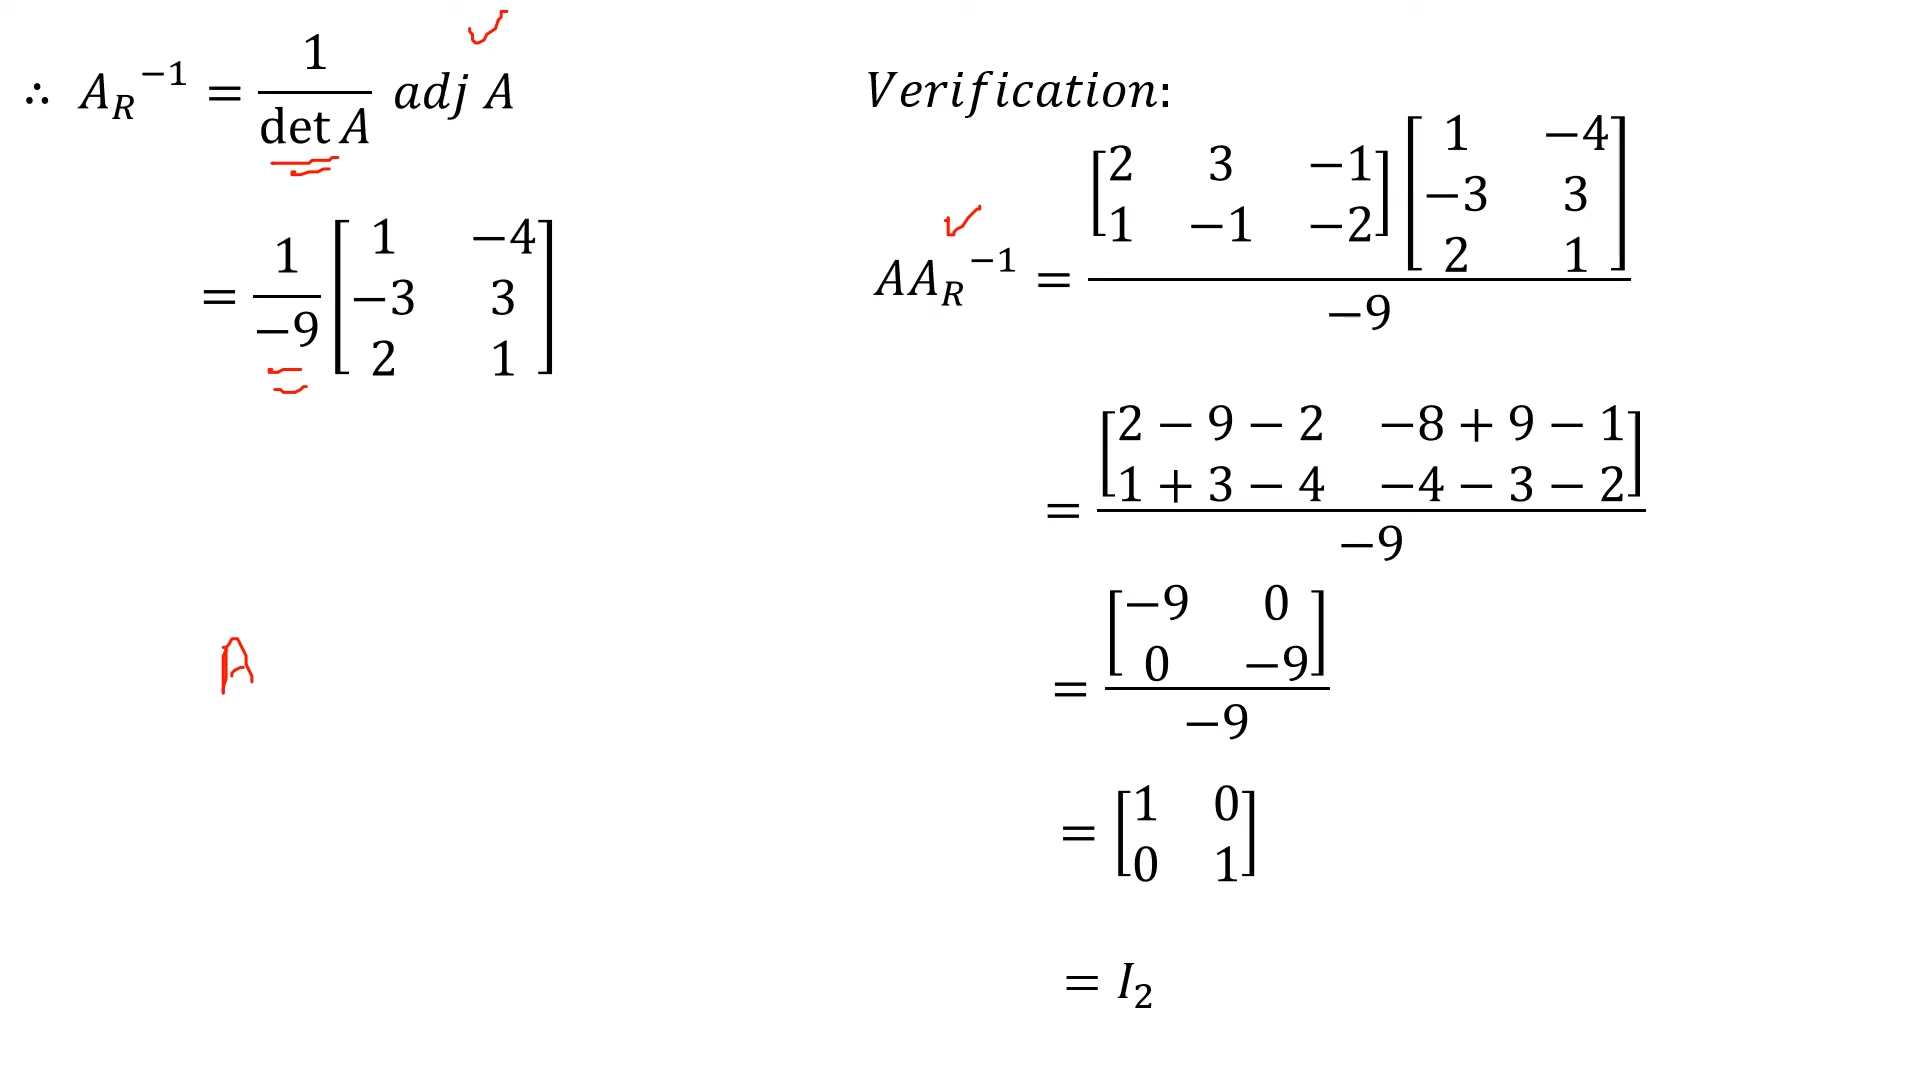 ∴ A_R⁻¹ = 1/(det A) adj A
= 1/(−9) [1 −4; −3 3; 2 1]
A
Verification:
AA_R⁻¹ = [2 3 −1; 1 −1 −2] [1 −4; −3 3; 2 1] / −9
= [2 − 9 − 2 −8 + 9 − 1; 1 + 3 − 4 −4 − 3 − 2] / −9
= [−9 0; 0 −9] / −9
= [1 0; 0 1]
= I₂